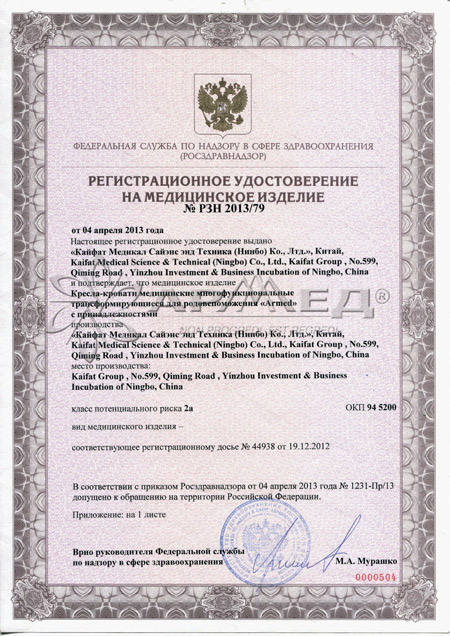 ФЕДЕРАЛЬНАЯ СЛУЖБА ПО НАДЗОРУ В СФЕРЕ ЗДРАВООХРАНЕНИЯ
(РОСЗДРАВНАДЗОР)
РЕГИСТРАЦИОННОЕ УДОСТОВЕРЕНИЕ
НА МЕДИЦИНСКОЕ ИЗДЕЛИЕ
№ РЗН 2013/79
от 04 апреля 2013 года
Настоящее регистрационное удостоверение выдано
«Кайфат Медикал Сайэнс энд Техника (Нинбо) Ко., Лтд.», Китай,
Kaifat Medical Science & Technical (Ningbo) Co., Ltd., Kaifat Group , No.599,
Qiming Road , Yinzhou Investment & Business Incubation of Ningbo, China
и подтверждает, что медицинское изделие
Кресла-кровати медицинские многофункциональные
трансформирующиеся для родовспоможения «Armed»
с принадлежностями
АРМЕД®
производства
«Кайфат Медикал Сайэнс энд Техника (Нинбо) Ко., Лтд.», Китай,
Kaifat Medical Science & Technical (Ningbo) Co., Ltd., Kaifat Group , No.599,
Qiming Road , Yinzhou Investment & Business Incubation of Ningbo, China
место производства:
Kaifat Group , No.599, Qiming Road , Yinzhou Investment & Business
Incubation of Ningbo, China
класс потенциального риска 2а
ОКП 94 5200
вид медицинского изделия –
соответствующее регистрационному досье № 44938 от 19.12.2012
В соответствии с приказом Росздравнадзора от 04 апреля 2013 года № 1231-Пр/13
допущено к обращению на территории Российской Федерации.
Приложение: на 1 листе
Врио руководителя Федеральной службы
по надзору в сфере здравоохранения
М.А. Мурашко
0000504